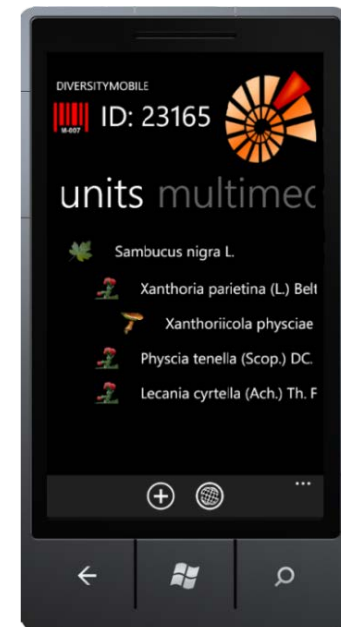 DIVERSITYMOBILE
M-007
ID: 23165
units multimec
Sambucus nigra L.
Xanthoria parietina (L.) Belt
Xanthoriicola physciae
Physcia tenella (Scop.) DC.
Lecania cyrtella (Ach.) Th. F
...